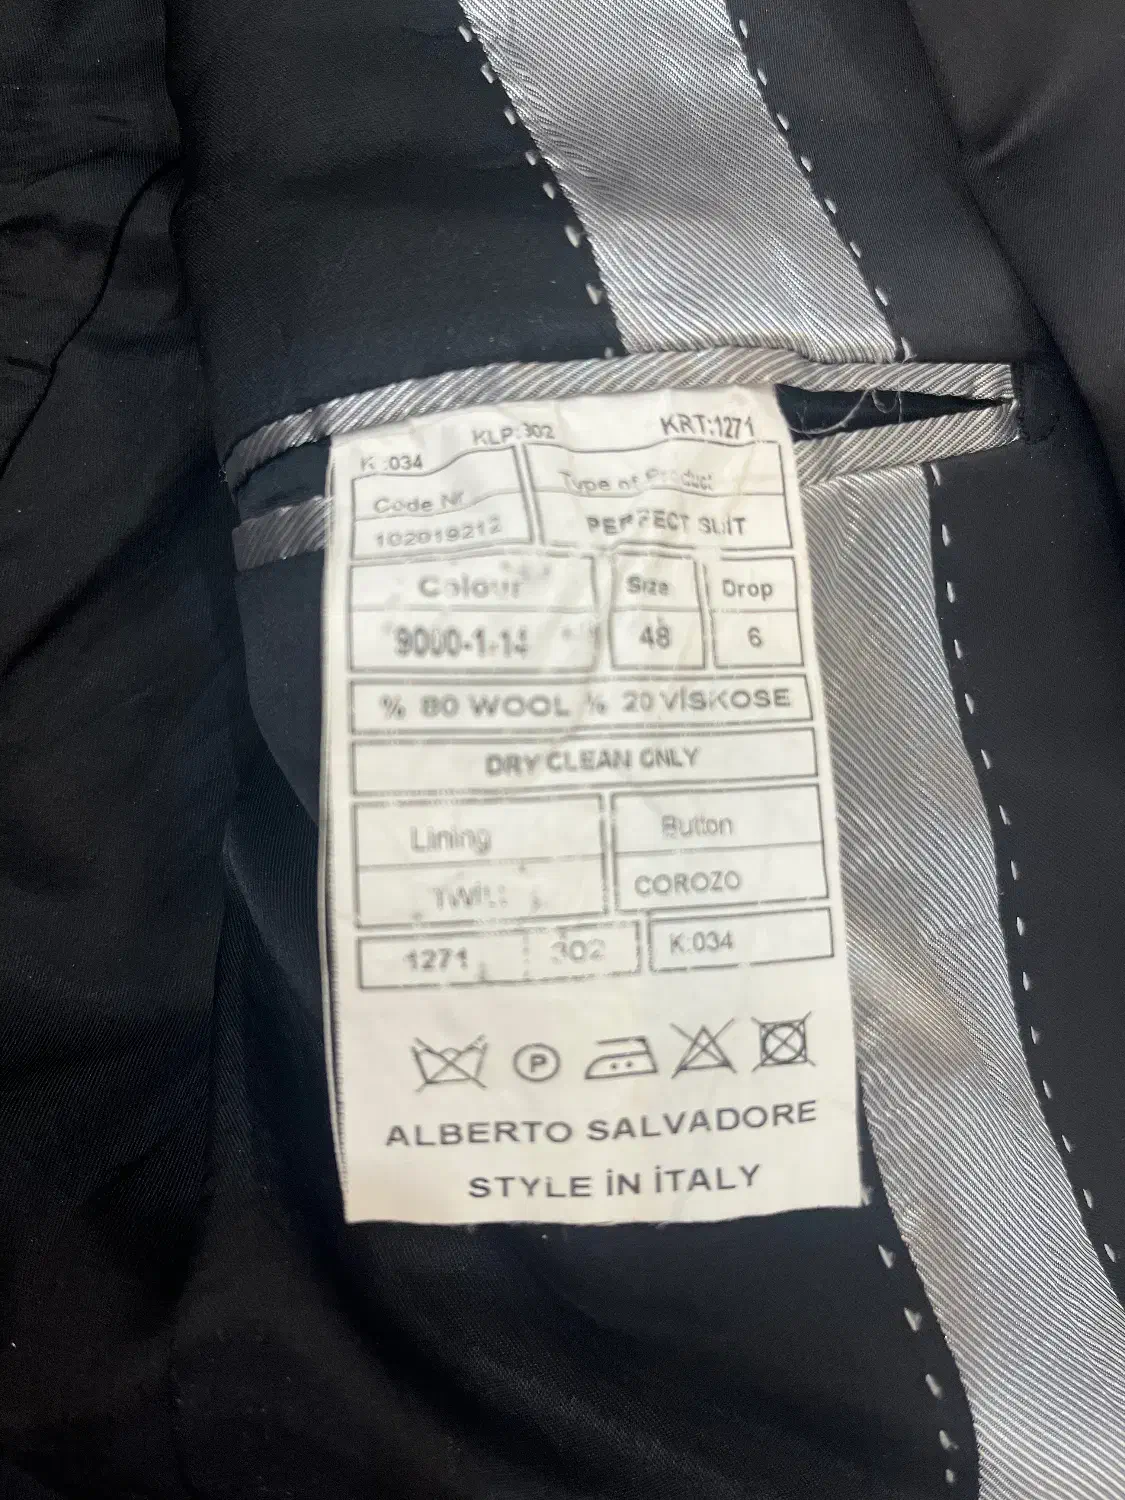 KLP:302 KRT:1271
K:034
Code Nr Type of Product
102019212 PERFECT SUIT
Colour Size Drop
9000-1-14 48 6
% 80 WOOL % 20 VİSKOSE
DRY CLEAN ONLY
Lining Button
TWILL COROZO
1271 302 K:034
P
ALBERTO SALVADORE
STYLE İN İTALY